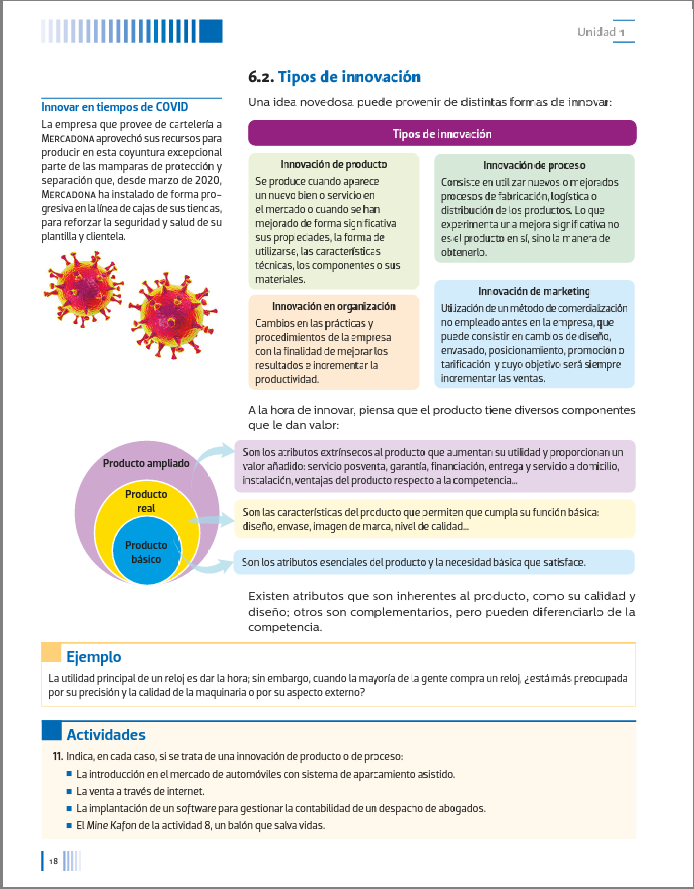 Unidad 1
6.2. Tipos de innovación
Una idea novedosa puede provenir de distintas formas de innovar:
Innovar en tiempos de COVID
La empresa que provee de cartelería a
MERCADONA aprovechó sus recursos para
producir en esta coyuntura excepcional
parte de las mamparas de protección y
separación que, desde marzo de 2020,
MERCADONA ha instalado de forma pro-
gresiva en la línea de cajas de sus tiendas,
para reforzar la seguridad y salud de su
plantilla y clientela.
Tipos de innovación
Innovación de producto
Se produce cuando aparece
un nuevo bien o servicio en
el mercado o cuando se han
mejorado de forma significativa
sus propiedades, la forma de
utilizarse, las características
técnicas, los componentes o sus
materiales.
Innovación de proceso
Consiste en utilizar nuevos o mejorados
procesos de fabricación, logística o
distribución de los productos. Lo que
experimenta una mejora significativa no
es el producto en sí, sino la manera de
obtenerlo.
Innovación en organización
Cambios en las prácticas y
procedimientos de la empresa
con la finalidad de mejorar los
resultados e incrementar la
productividad.
Innovación de marketing
Utilización de un método de comercialización
no empleado antes en la empresa, que
puede consistir en cambios de diseño,
envasado, posicionamiento, promoción o
tarificación y cuyo objetivo será siempre
incrementar las ventas.
A la hora de innovar, piensa que el producto tiene diversos componentes
que le dan valor:
Producto ampliado
Producto
real
Producto
básico
Son los atributos extrínsecos al producto que aumentan su utilidad y proporcionan un
valor añadido: servicio posventa, garantía, financiación, entrega y servicio a domicilio,
instalación, ventajas del producto respecto a la competencia...
Son las características del producto que permiten que cumpla su función básica:
diseño, envase, imagen de marca, nivel de calidad...
Son los atributos esenciales del producto y la necesidad básica que satisface.
Existen atributos que son inherentes al producto, como su calidad y
diseño; otros son complementarios, pero pueden diferenciarlo de la
competencia.
Ejemplo
La utilidad principal de un reloj es dar la hora; sin embargo, cuando la mayoría de la gente compra un reloj, ¿está más preocupada
por su precisión y la calidad de la maquinaria o por su aspecto externo?
Actividades
11. Indica, en cada caso, si se trata de una innovación de producto o de proceso:
■ La introducción en el mercado de automóviles con sistema de aparcamiento asistido.
■ La venta a través de internet.
■ La implantación de un software para gestionar la contabilidad de un despacho de abogados.
■ El Mine Kafon de la actividad 8, un balón que salva vidas.
18